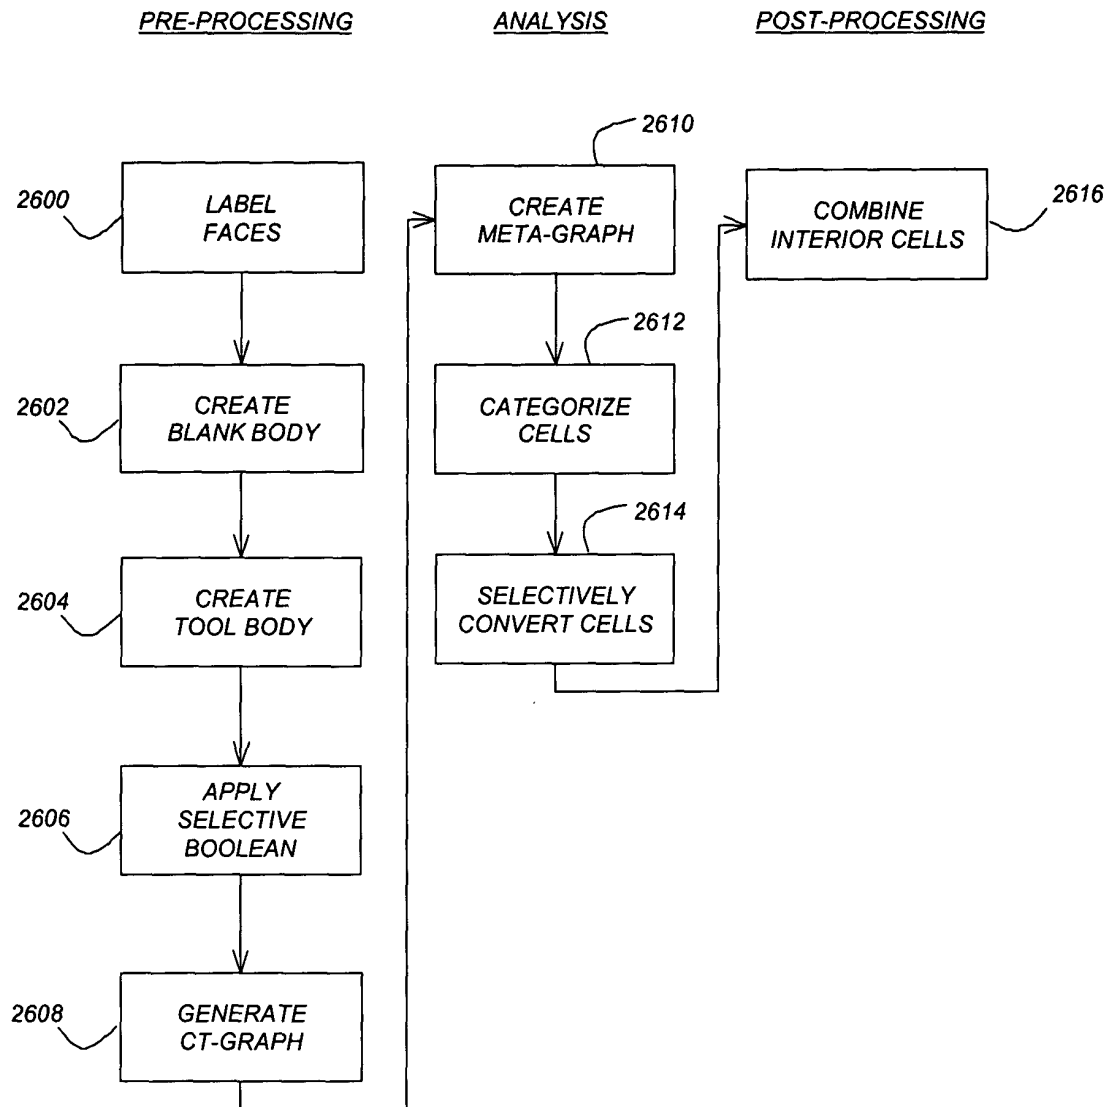 PRE-PROCESSING
ANALYSIS
POST-PROCESSING
2600
LABEL
FACES
2602
CREATE
BLANK BODY
2604
CREATE
TOOL BODY
2606
APPLY
SELECTIVE
BOOLEAN
2608
GENERATE
CT-GRAPH
2610
CREATE
META-GRAPH
2612
CATEGORIZE
CELLS
2614
SELECTIVELY
CONVERT CELLS
2616
COMBINE
INTERIOR CELLS